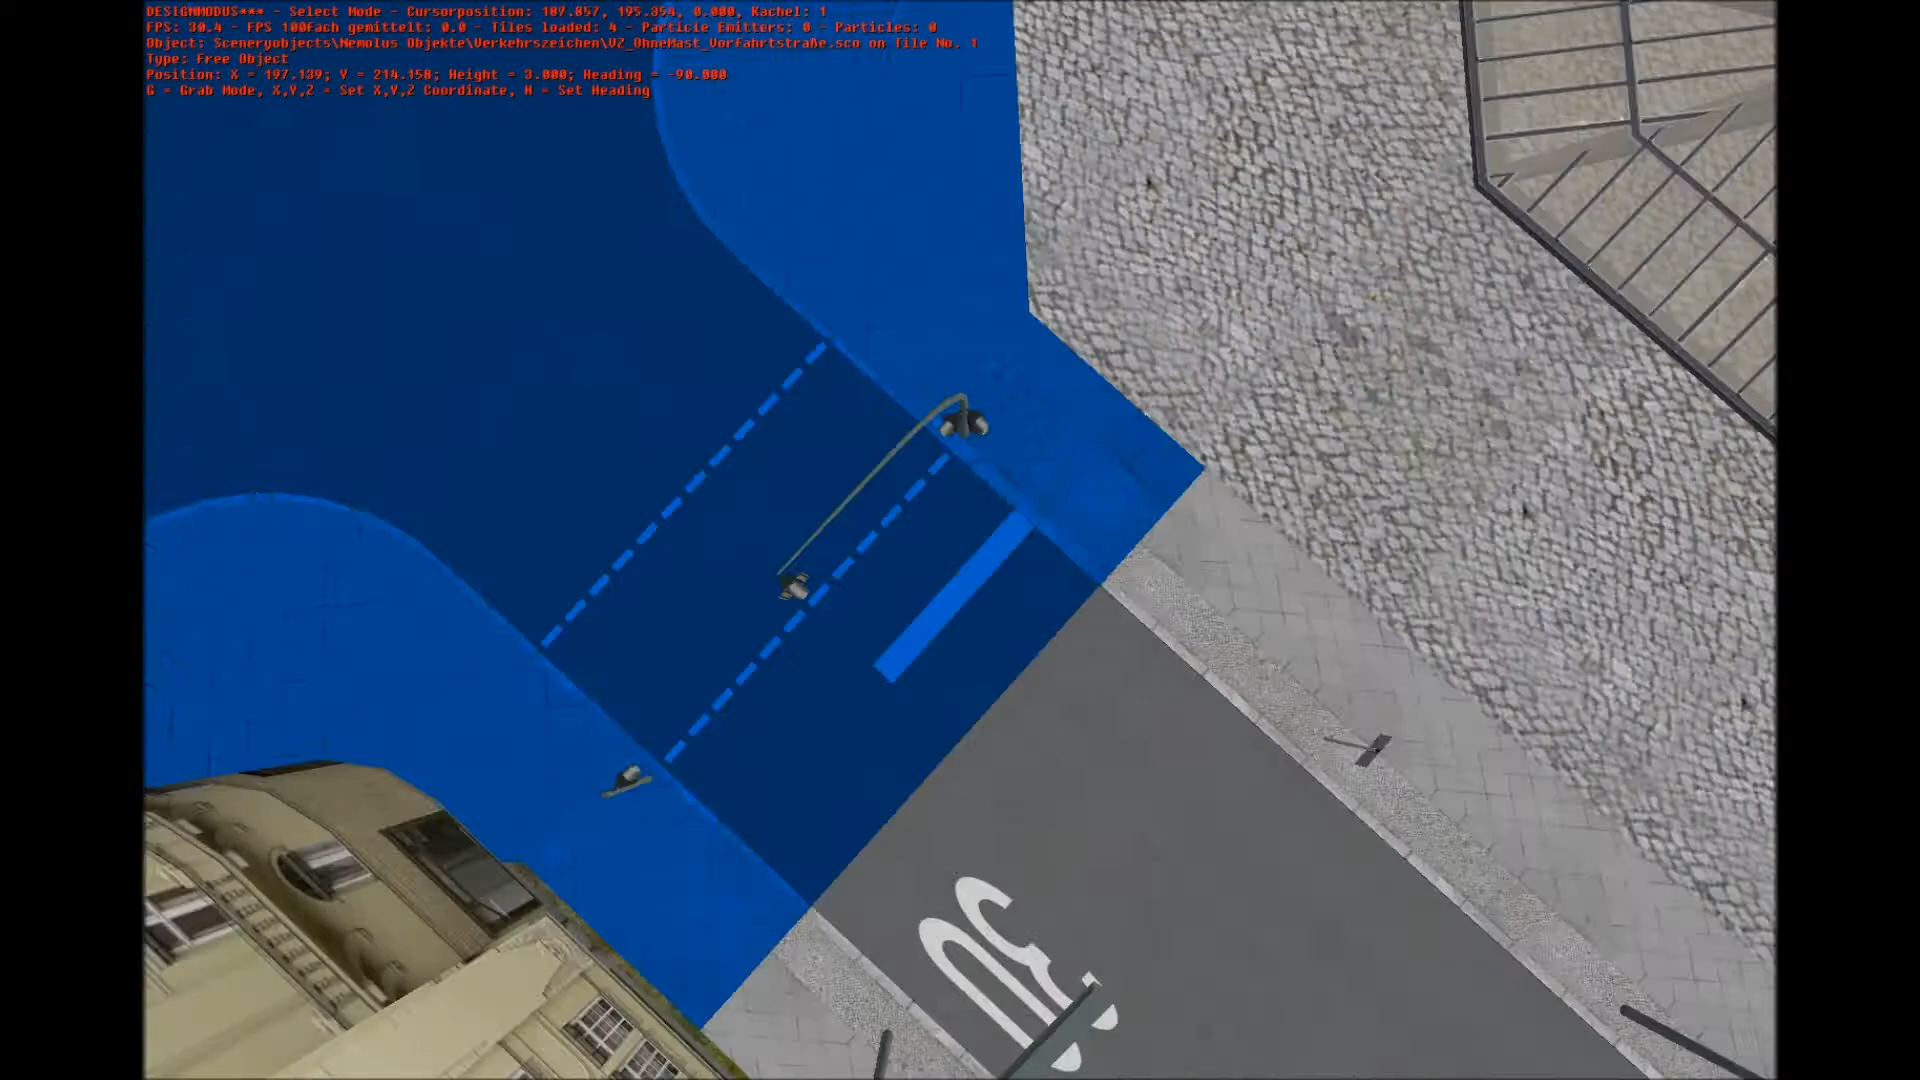 DESIGNMODUS*** - Select Mode - Cursorposition: 187.857, 195.354, 0.000, Kachel: 1
FPS: 30.4 - FPS 100fach gemittelt: 0.0 - Tiles loaded: 4 - Particle Emitters: 0 - Particles: 0
Object: Sceneryobjects\Nemolus Objekte\Verkehrszeichen\VZ_OhneMast_Vorfahrtstraße.sco on Tile No. 1
Type: Free Object
Position: X = 197.139; Y = 214.158; Height = 3.000; Heading = -90.000
G = Grab Mode, X,Y,Z = Set X,Y,Z Coordinate, H = Set Heading
30